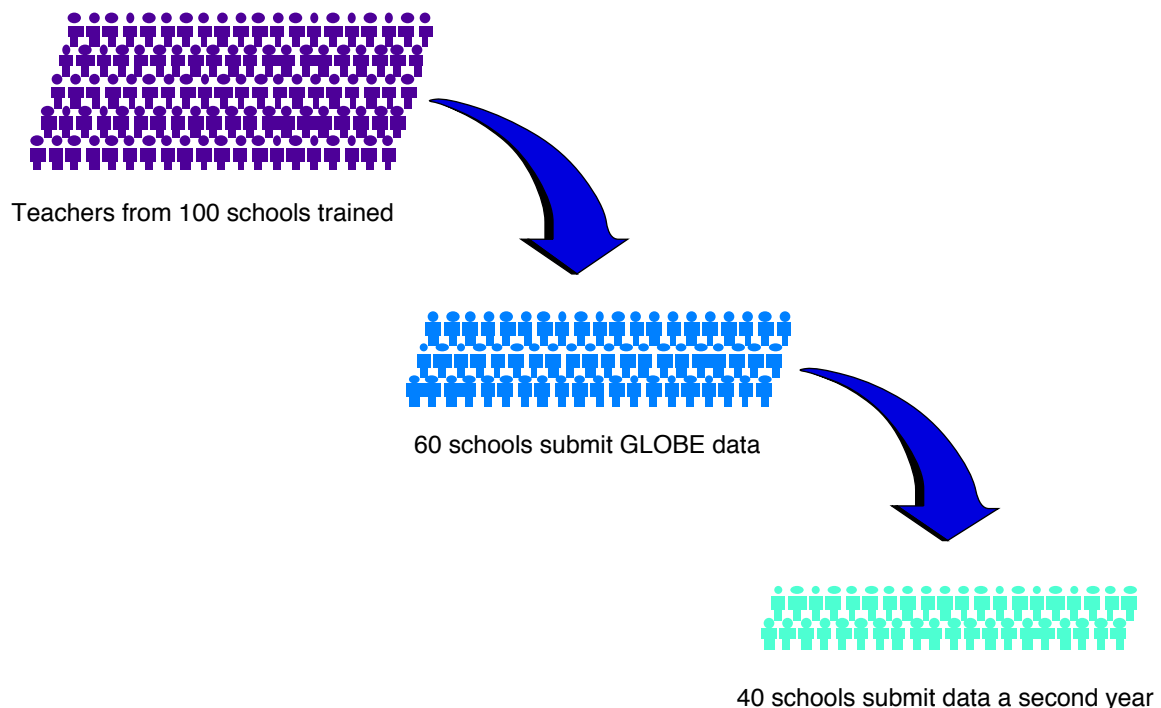 Teachers from 100 schools trained
60 schools submit GLOBE data
40 schools submit data a second year